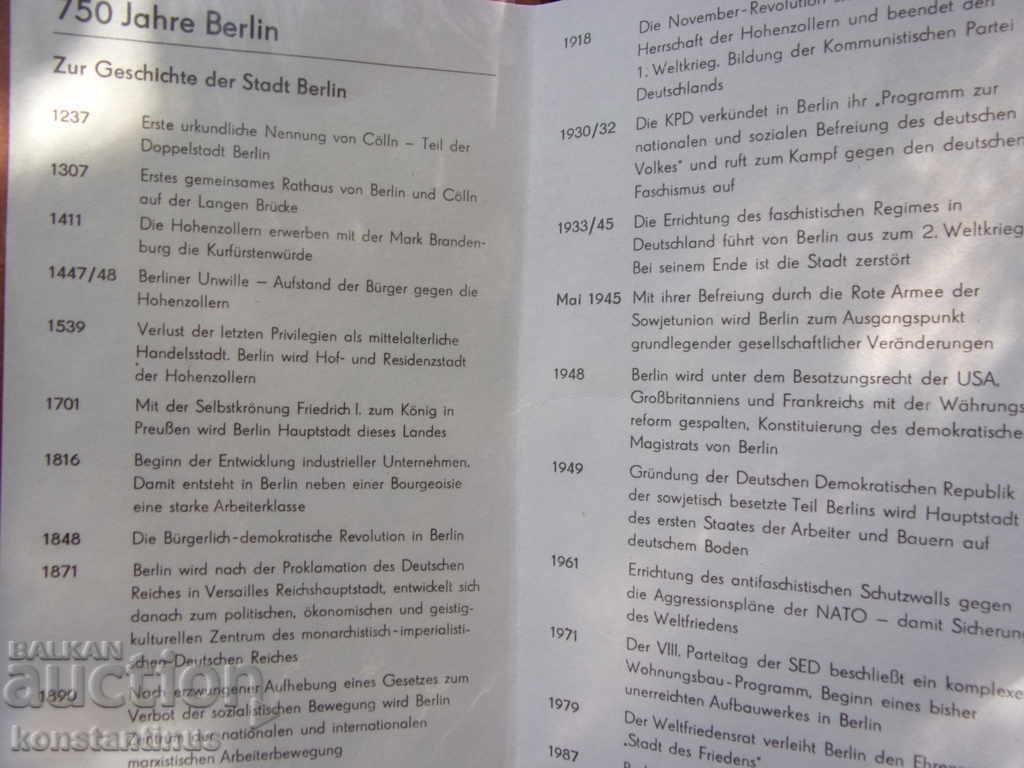 750 Jahre Berlin
Zur Geschichte der Stadt Berlin
1237
Erste urkundliche Nennung von Cölln – Teil der
Doppelstadt Berlin
1307
Erstes gemeinsames Rathaus von Berlin und Cölln
auf der Langen Brücke
1411
Die Hohenzollern erwerben mit der Mark Branden-
burg die Kurfürstenwürde
1447/48
Berliner Unwille – Aufstand der Bürger gegen die
Hohenzollern
1539
Verlust der letzten Privilegien als mittelalterliche
Handelsstadt. Berlin wird Hof- und Residenzstadt
der Hohenzollern
1701
Mit der Selbstkrönung Friedrich I. zum König in
Preußen wird Berlin Hauptstadt dieses Landes
1816
Beginn der Entwicklung industrieller Unternehmen.
Damit entsteht in Berlin neben einer Bourgeoisie
eine starke Arbeiterklasse
1848
Die Bürgerlich-demokratische Revolution in Berlin
1871
Berlin wird nach der Proklamation des Deutschen
Reiches in Versailles Reichshauptstadt, entwickelt sich
danach zum politischen, ökonomischen und geistig-
kulturellen Zentrum des monarchistisch-imperialisti-
schen Deutschen Reiches
1890
Nach erzwungener Aufhebung eines Gesetzes zum
Verbot der sozialistischen Bewegung wird Berlin
Zentrum der nationalen und internationalen
marxistischen Arbeiterbewegung
1918
Die November-Revolution
Herrschaft der Hohenzollern und beendet den
1. Weltkrieg. Bildung der Kommunistischen Partei
Deutschlands
1930/32
Die KPD verkündet in Berlin ihr „Programm zur
nationalen und sozialen Befreiung des deutschen
Volkes" und ruft zum Kampf gegen den deutschen
Faschismus auf
1933/45
Die Errichtung des faschistischen Regimes in
Deutschland führt von Berlin aus zum 2. Weltkrieg
Bei seinem Ende ist die Stadt zerstört
Mai 1945
Mit ihrer Befreiung durch die Rote Armee der
Sowjetunion wird Berlin zum Ausgangspunkt
grundlegender gesellschaftlicher Veränderungen
1948
Berlin wird unter dem Besatzungsrecht der USA,
Großbritanniens und Frankreichs mit der Währungs
reform gespalten, Konstituierung des demokratische
Magistrats von Berlin
1949
Gründung der Deutschen Demokratischen Republik
der sowjetisch besetzte Teil Berlins wird Hauptstadt
des ersten Staates der Arbeiter und Bauern auf
deutschem Boden
1961
Errichtung des antifaschistischen Schutzwalls gegen
die Aggressionspläne der NATO – damit Sicherung
des Weltfriedens
1971
Der VIII. Parteitag der SED beschließt ein komplexe
Wohnungsbau-Programm, Beginn eines bisher
unerreichten Aufbauwerkes in Berlin
1979
Der Weltfriedensrat verleiht Berlin den Ehren
"Stadt des Friedens"
1987
BALKAN
auction
konstantinus